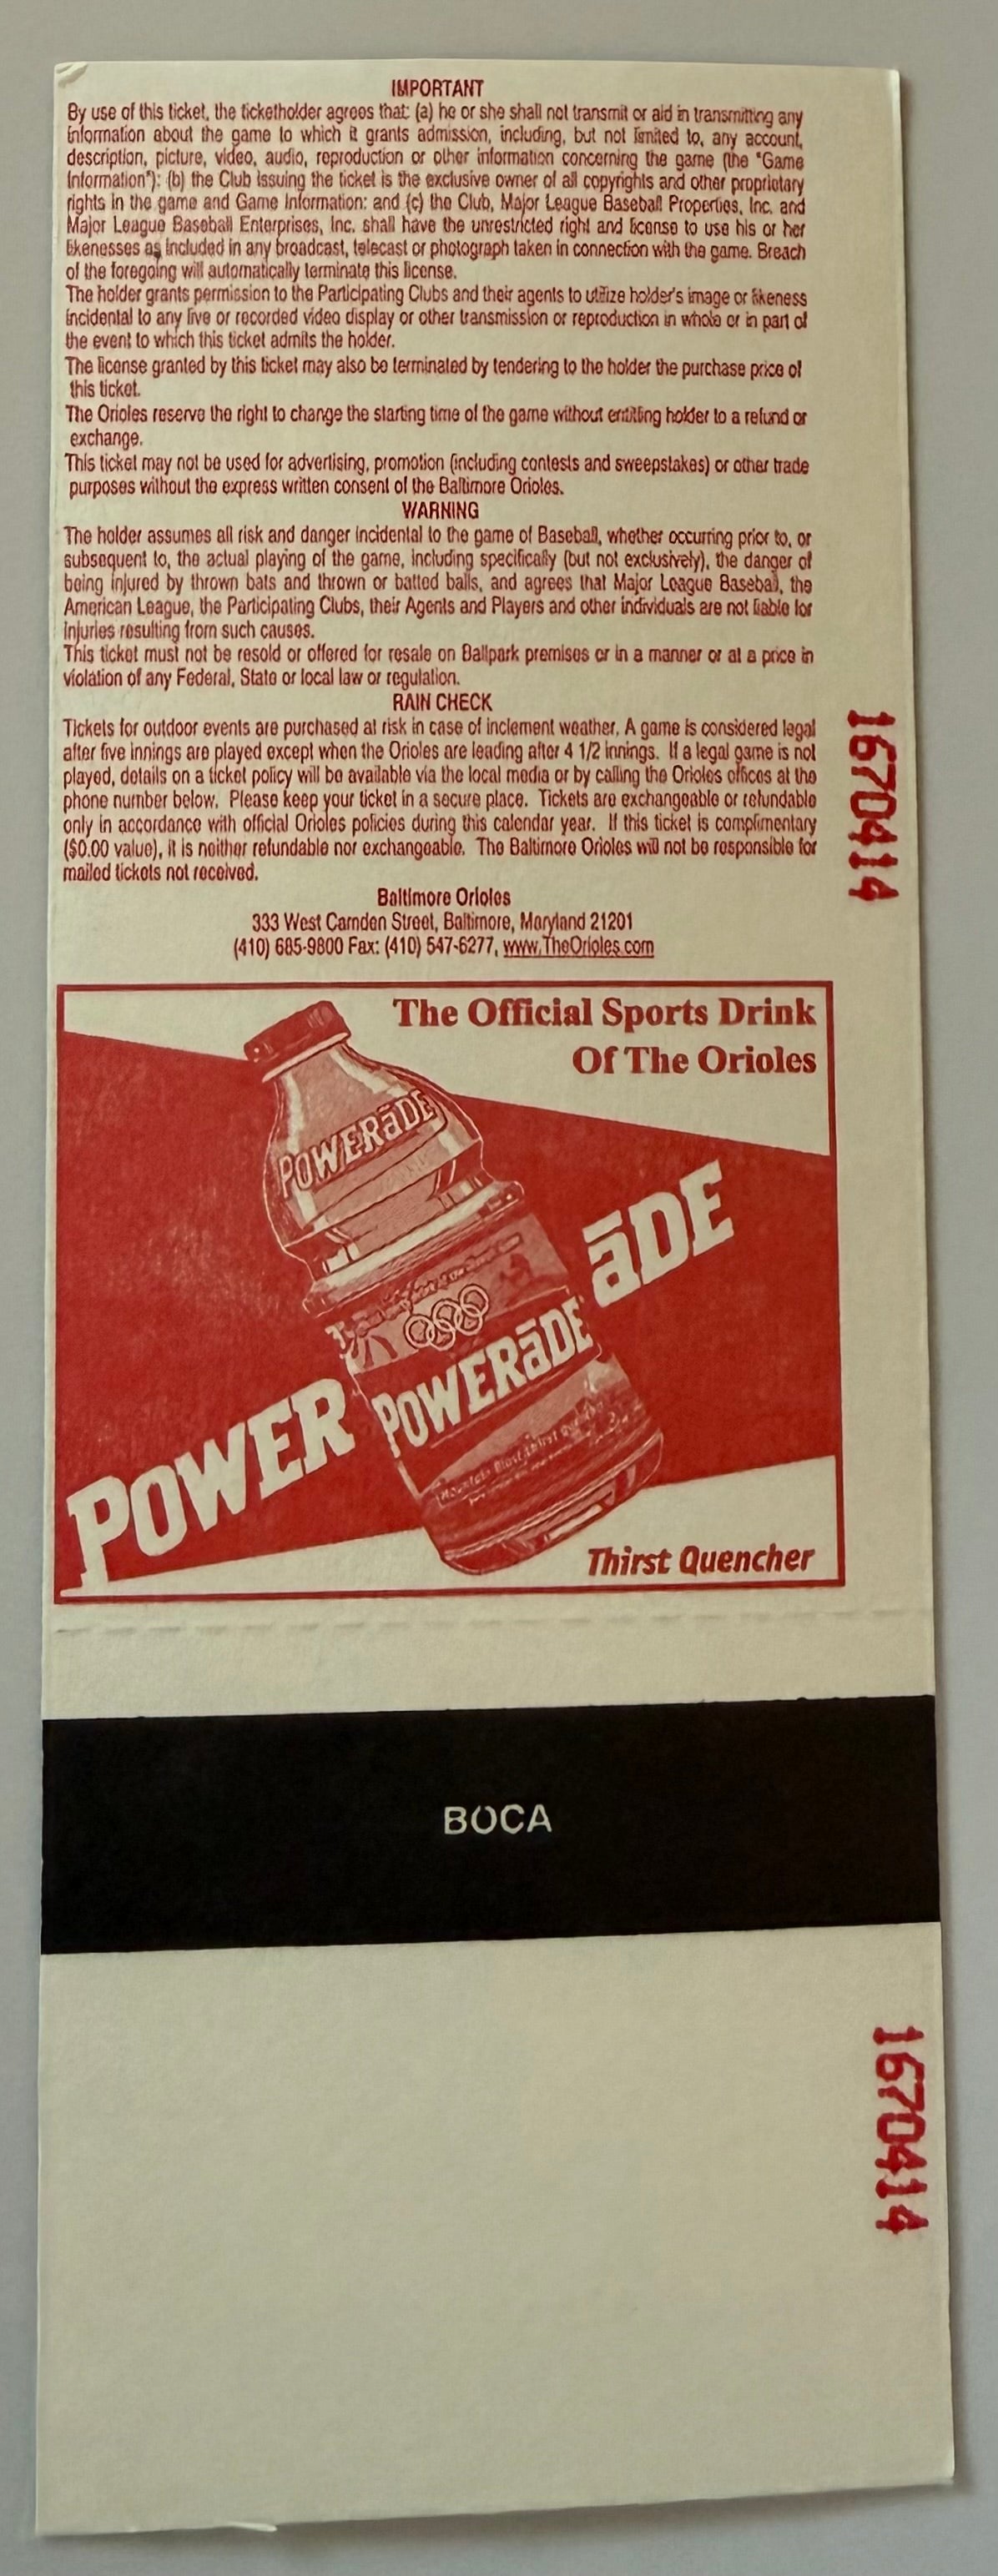 IMPORTANT
By use of this ticket, the ticketholder agrees that: (a) he or she shall not transmit or aid in transmitting any
information about the game to which it grants admission, including, but not limited to, any account,
description, picture, video, audio, reproduction or other information concerning the game (the "Game
Information"): (b) the Club issuing the ticket is the exclusive owner of all copyrights and other proprietary
rights in the game and Game Information: and (c) the Club, Major League Baseball Properties, Inc. and
Major League Baseball Enterprises, Inc. shall have the unrestricted right and license to use his or her
likenesses as included in any broadcast, telecast or photograph taken in connection with the game. Breach
of the foregoing will automatically terminate this license.
The holder grants permission to the Participating Clubs and their agents to utilize holder's image or likeness
incidental to any live or recorded video display or other transmission or reproduction in whole or in part of
the event to which this ticket admits the holder.
The license granted by this ticket may also be terminated by tendering to the holder the purchase price of
this ticket.
The Orioles reserve the right to change the starting time of the game without entitling holder to a refund or
exchange.
This ticket may not be used for advertising, promotion (including contests and sweepstakes) or other trade
purposes without the express written consent of the Baltimore Orioles.
WARNING
The holder assumes all risk and danger incidental to the game of Baseball, whether occurring prior to, or
subsequent to, the actual playing of the game, including specifically (but not exclusively), the danger of
being injured by thrown bats and thrown or batted balls, and agrees that Major League Baseball, the
American League, the Participating Clubs, their Agents and Players and other individuals are not liable for
injuries resulting from such causes.
This ticket must not be resold or offered for resale on Ballpark premises or in a manner or at a price in
violation of any Federal, State or local law or regulation.
RAIN CHECK
Tickets for outdoor events are purchased at risk in case of inclement weather. A game is considered legal
after five innings are played except when the Orioles are leading after 4 1/2 innings. If a legal game is not
played, details on a ticket policy will be available via the local media or by calling the Orioles offices at the
phone number below. Please keep your ticket in a secure place. Tickets are exchangeable or refundable
only in accordance with official Orioles policies during this calendar year. If this ticket is complimentary
($0.00 value), it is neither refundable nor exchangeable. The Baltimore Orioles will not be responsible for
mailed tickets not received.
Baltimore Orioles
333 West Camden Street, Baltimore, Maryland 21201
(410) 685-9800 Fax: (410) 547-6277, www.TheOrioles.com
1670414
The Official Sports Drink
Of The Orioles
POWERāDE
POWERāDE
POWER āDE
Mountain Blast Thirst Quencher
Thirst Quencher
BOCA
1670414